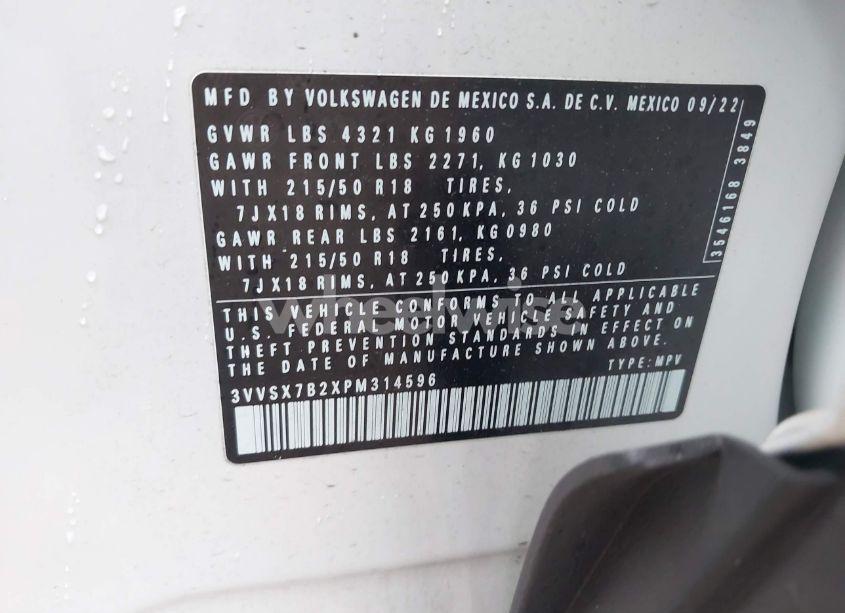 MFD BY VOLKSWAGEN DE MEXICO S.A. DE C.V. MEXICO 09/22
GVWR LBS 4321 KG 1960
GAWR FRONT LBS 2271, KG 1030
WITH 215/50 R18 TIRES,
7JX18 RIMS, AT 250 KPA, 36 PSI COLD
GAWR REAR LBS 2161, KG 0980
WITH 215/50 R18 TIRES,
7JX18 RIMS, AT 250KPA, 36 PSI COLD
THIS VEHICLE CONFORMS TO ALL APPLICABLE
U.S. FEDERAL MOTOR VEHICLE SAFETY AND
THEFT PREVENTION STANDARDS IN EFFECT ON
THE DATE OF MANUFACTURE SHOWN ABOVE.
TYPE: MPV
3VVSX7B2XPM314596
3546168 3849
wheelwise